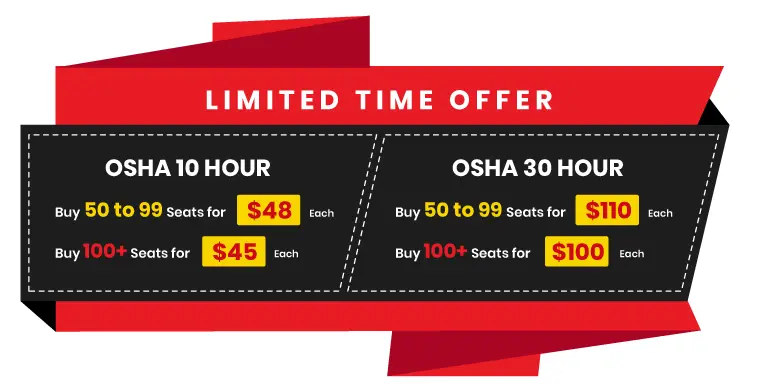 LIMITED TIME OFFER
OSHA 10 HOUR
Buy 50 to 99 Seats for $48 Each
Buy 100+ Seats for $45 Each
OSHA 30 HOUR
Buy 50 to 99 Seats for $110 Each
Buy 100+ Seats for $100 Each